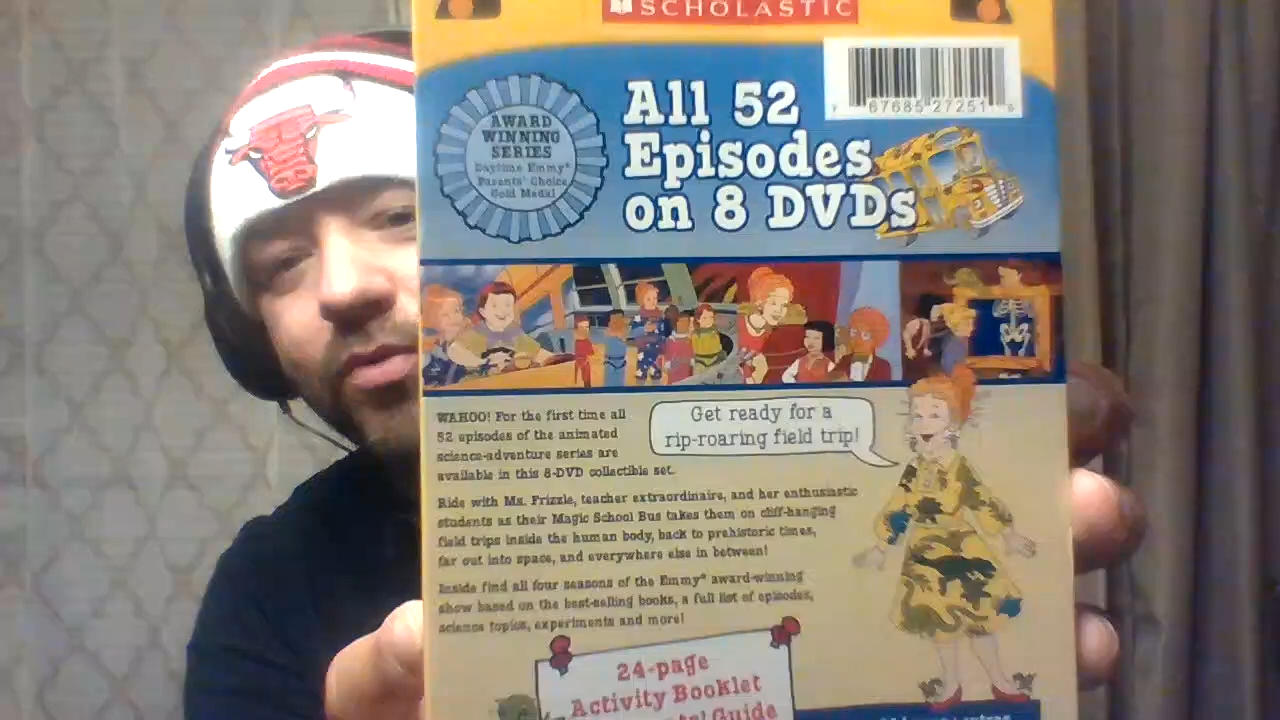 SCHOLASTIC
AWARD
WINNING
SERIES
Daytime Emmy®
Parents' Choice
Gold Medal
All 52
Episodes
on 8 DVDs
7 67685 27251 8
WAHOO! For the first time all
52 episodes of the animated
science-adventure series are
available in this 8-DVD collectible set.
Get ready for a
rip-roaring field trip!
Ride with Ms. Frizzle, teacher extraordinaire, and her enthusiastic
students as their Magic School Bus takes them on cliff-hanging
field trips inside the human body, back to prehistoric times,
far out into space, and everywhere else in between!
Inside find all four seasons of the Emmy® award-winning
show based on the best-selling books, a full list of episodes,
science topics, experiments and more!
24-page
Activity Booklet
Guide